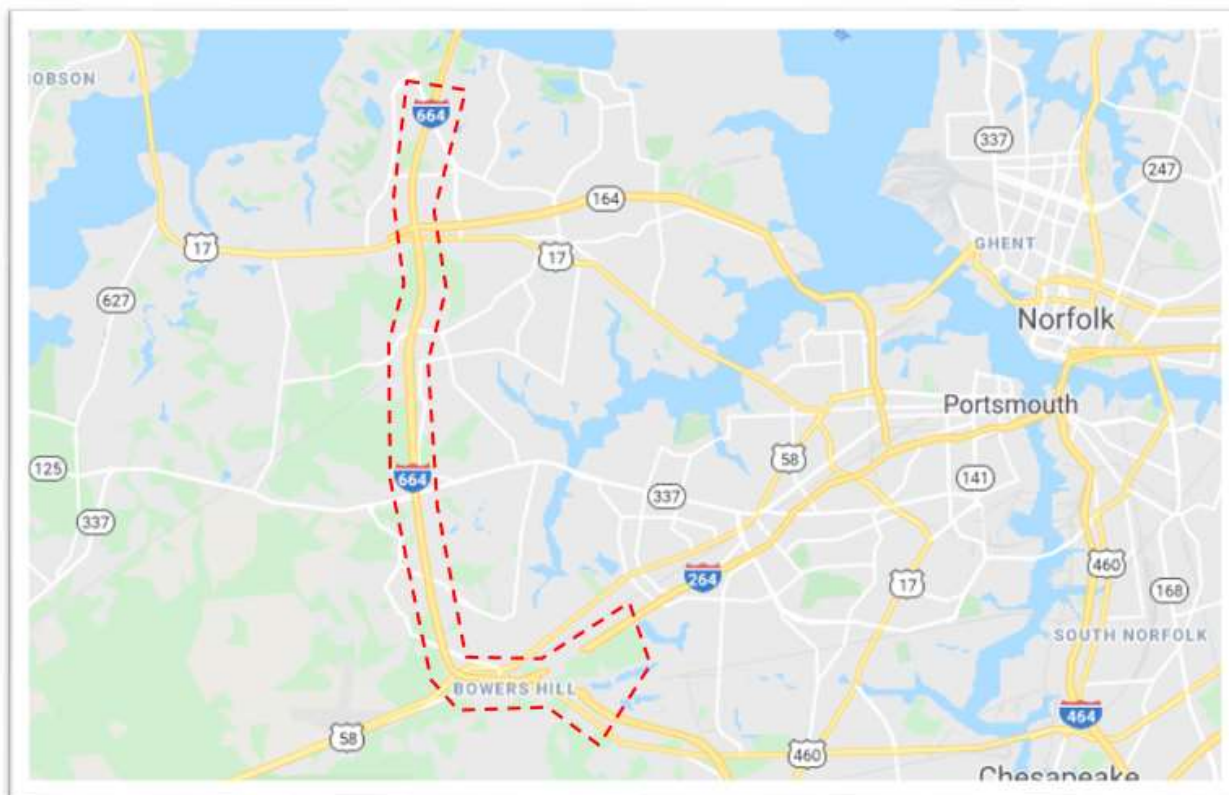 OBSON
664
337
247
164
17
17
GHENT
627
Norfolk
Portsmouth
58
125
664
337
141
337
264
17
460
168
SOUTH NORFOLK
BOWERS HILL
58
464
460
Chesapeake